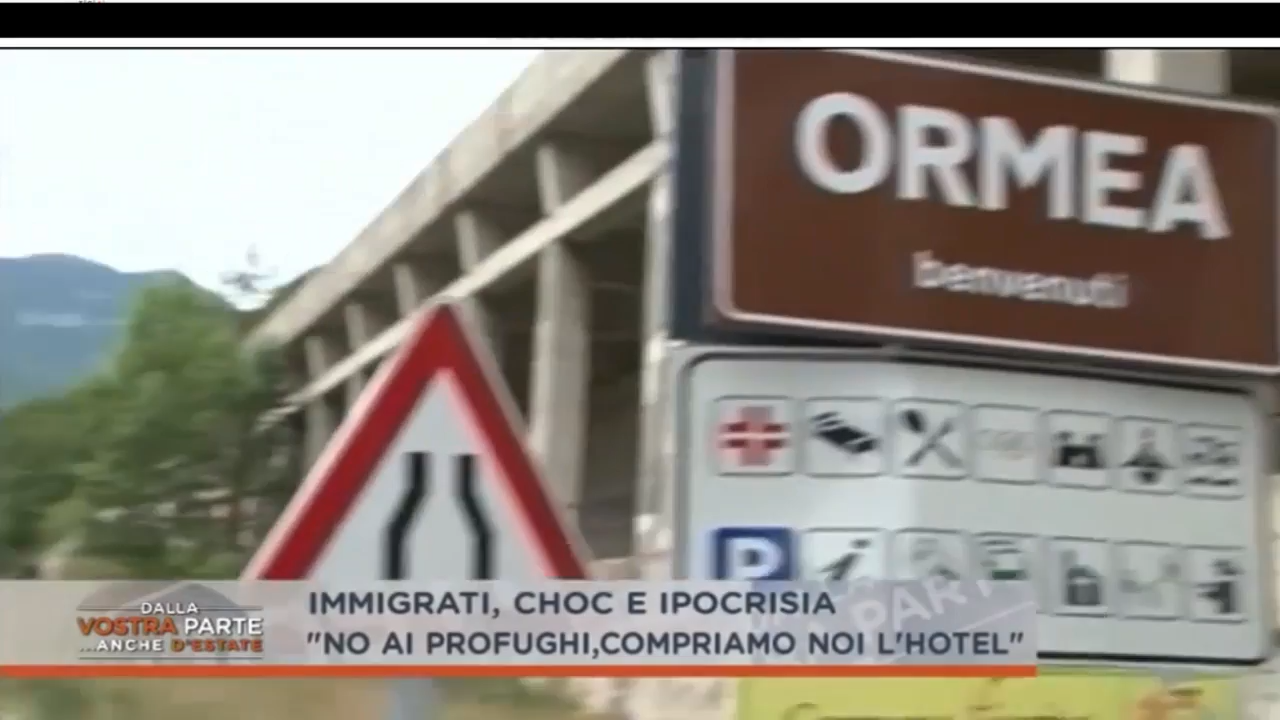 ORMEA
benvenuti
P
DALLA
VOSTRA PARTE
...ANCHE D'ESTATE
IMMIGRATI, CHOC E IPOCRISIA
"NO AI PROFUGHI,COMPRIAMO NOI L'HOTEL"